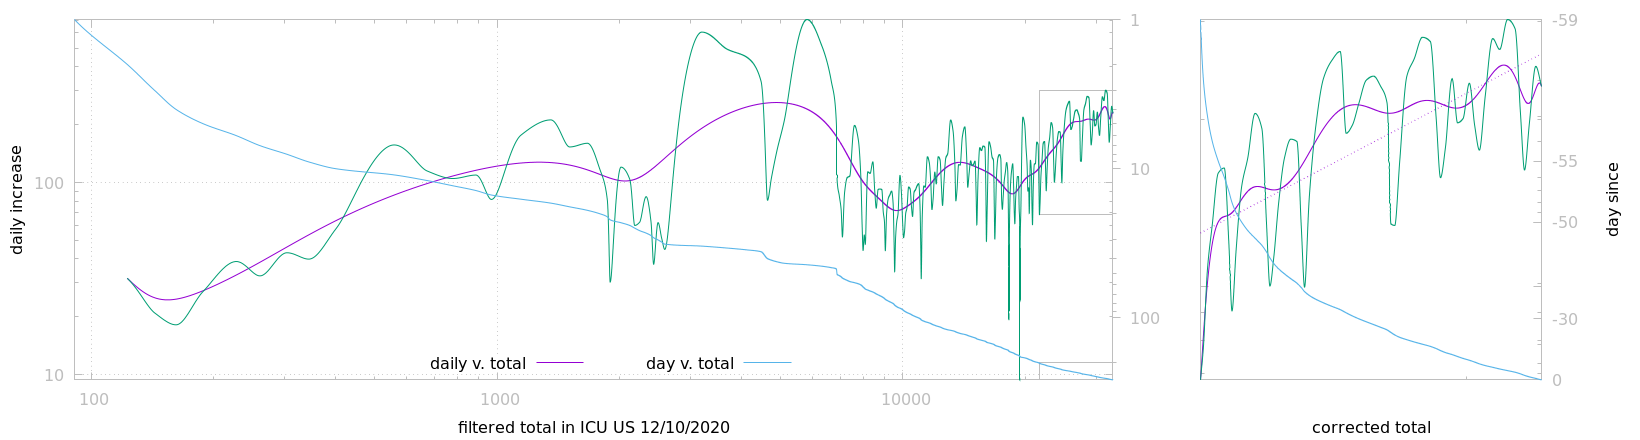 1
-59
daily increase
100
10
10
100
-55
-50
-30
0
day since
daily v. total
day v. total
100
1000
10000
filtered total in ICU US 12/10/2020
corrected total